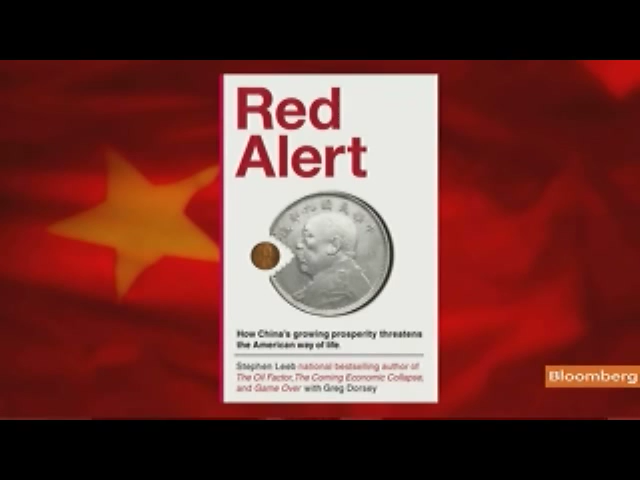 Red
Alert
How China's growing prosperity threatens
the American way of life.
Stephen Leeb national bestselling author of
The Oil Factor, The Coming Economic Collapse,
and Game Over with Greg Dorsey
Bloomberg